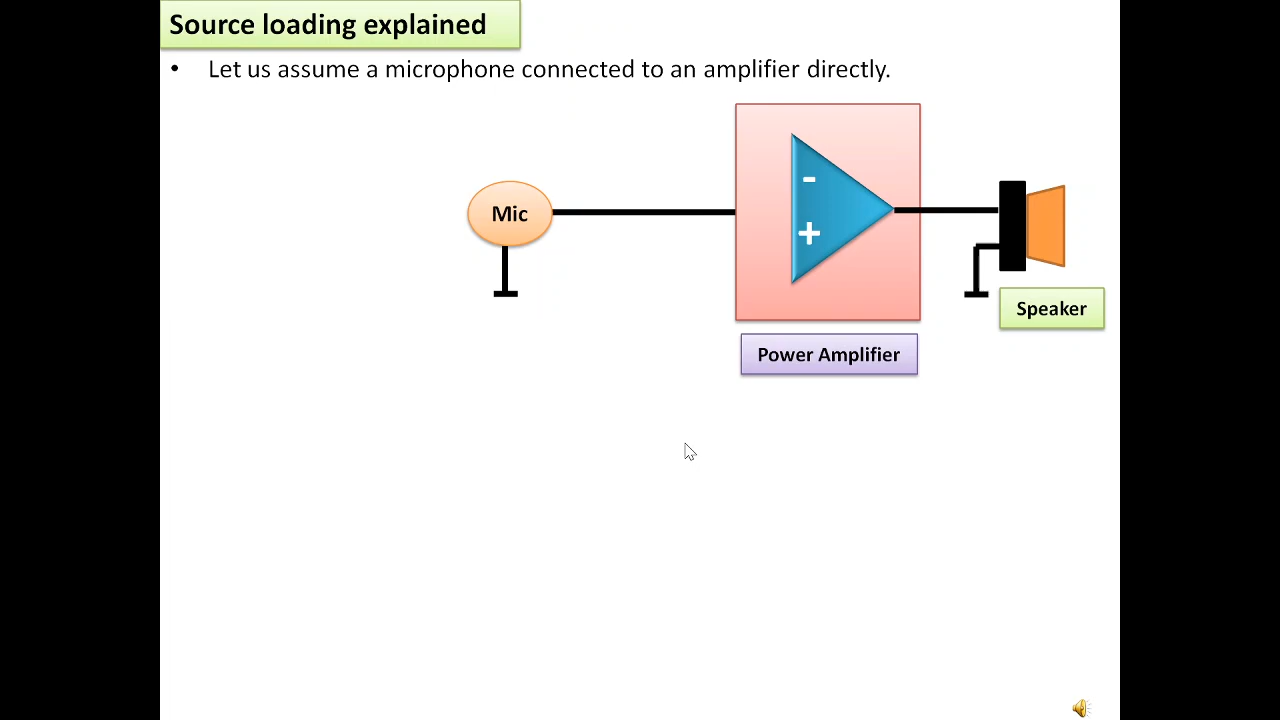 Source loading explained
• Let us assume a microphone connected to an amplifier directly.
Mic
-
+
Speaker
Power Amplifier